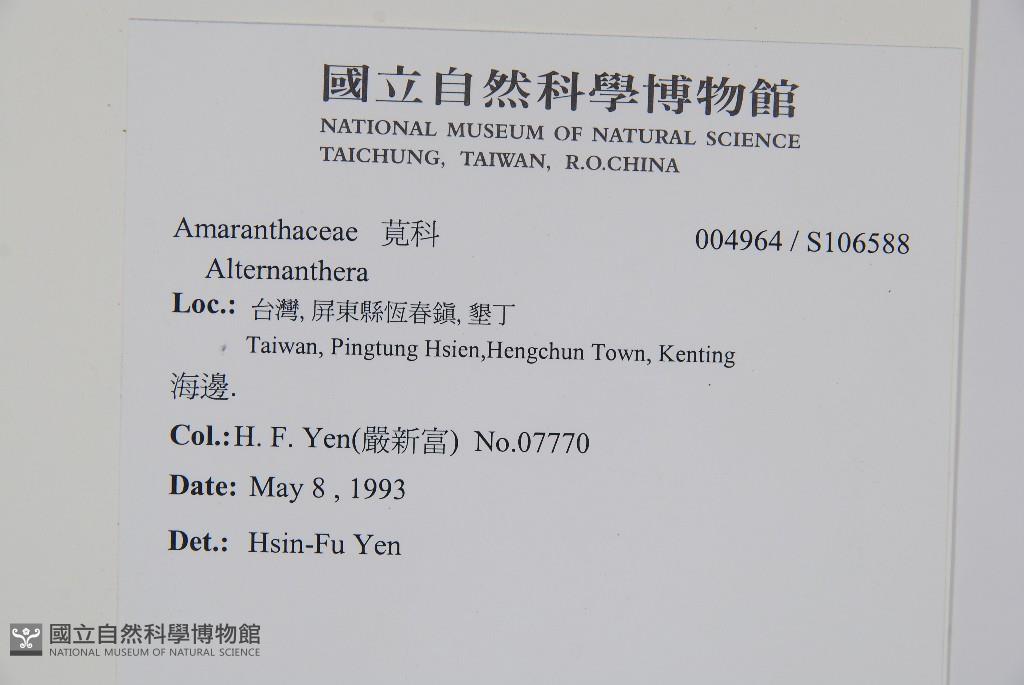 國立自然科學博物館
NATIONAL MUSEUM OF NATURAL SCIENCE
TAICHUNG, TAIWAN, R.O.CHINA
Amaranthaceae 莧科 004964 / S106588
Alternanthera
Loc.: 台灣, 屏東縣恆春鎮, 墾丁
Taiwan, Pingtung Hsien,Hengchun Town, Kenting
海邊.
Col.:H. F. Yen(嚴新富) No.07770
Date: May 8 , 1993
Det.: Hsin-Fu Yen
國立自然科學博物館
NATIONAL MUSEUM OF NATURAL SCIENCE